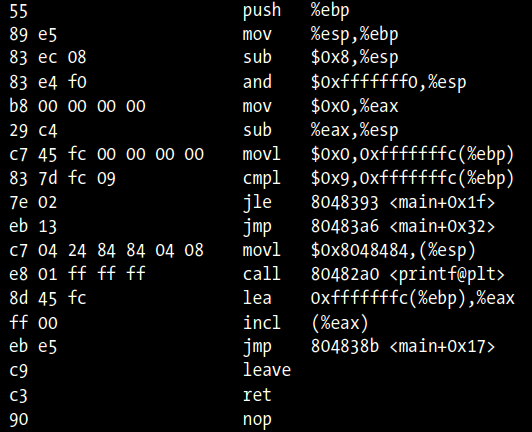 55 push %ebp
89 e5 mov %esp,%ebp
83 ec 08 sub $0x8,%esp
83 e4 f0 and $0xfffffff0,%esp
b8 00 00 00 00 mov $0x0,%eax
29 c4 sub %eax,%esp
c7 45 fc 00 00 00 00 movl $0x0,0xfffffffc(%ebp)
83 7d fc 09 cmpl $0x9,0xfffffffc(%ebp)
7e 02 jle 8048393 <main+0x1f>
eb 13 jmp 80483a6 <main+0x32>
c7 04 24 84 84 04 08 movl $0x8048484,(%esp)
e8 01 ff ff ff call 80482a0 <printf@plt>
8d 45 fc lea 0xfffffffc(%ebp),%eax
ff 00 incl (%eax)
eb e5 jmp 804838b <main+0x17>
c9 leave
c3 ret
90 nop